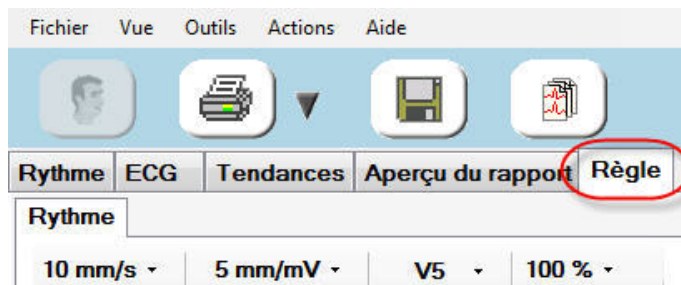 Fichier Vue Outils Actions Aide
Rythme ECG Tendances Aperçu du rapport Règle
Rythme
10 mm/s 5 mm/mV V5 100 %